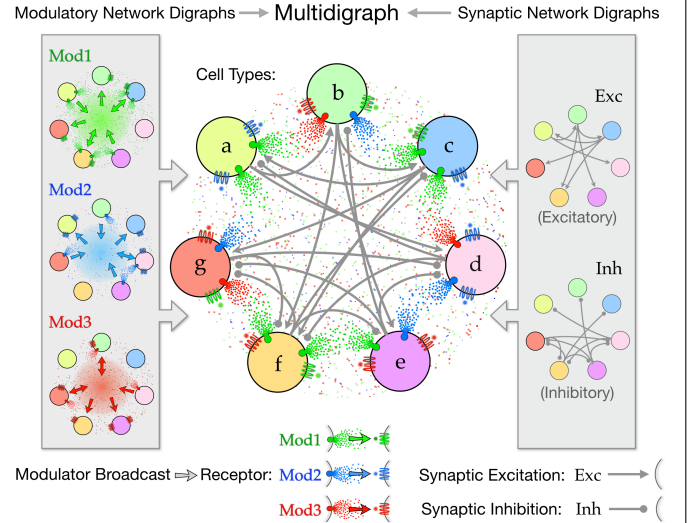 Modulatory Network Digraphs Multidigraph Synaptic Network Digraphs
Mod1
Mod2
Mod3
Cell Types:
a
b
c
d
e
f
g
Exc
(Excitatory)
Inh
(Inhibitory)
Modulator Broadcast Receptor:
Mod1
Mod2
Mod3
Synaptic Excitation: Exc
Synaptic Inhibition: Inh